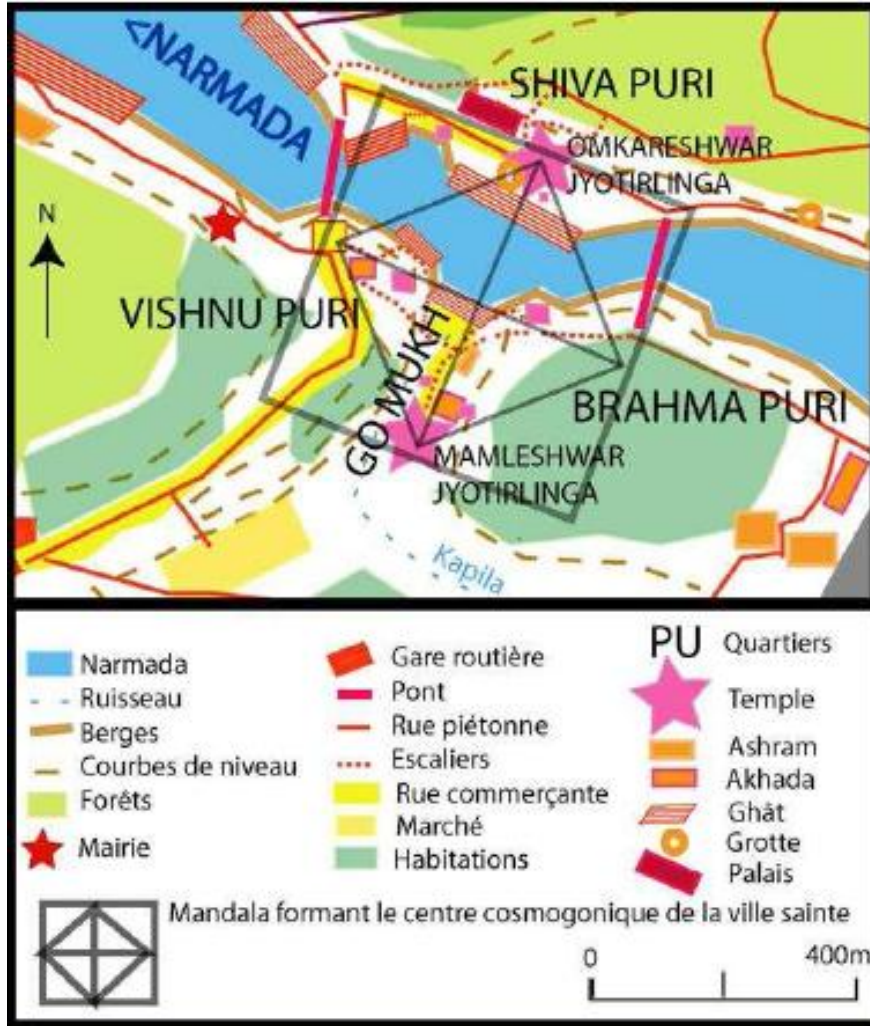 <NARMADA
SHIVA PURI
OMKARESHWAR
JYOTIRLINGA
N
VISHNU PURI
GO MUKH
BRAHMA PURI
MAMLESHWAR
JYOTIRLINGA
Kapila
Narmada
Ruisseau
Berges
Courbes de niveau
Forêts
Mairie
Gare routière
Pont
Rue piétonne
Escaliers
Rue commerçante
Marché
Habitations
PU Quartiers
Temple
Ashram
Akhada
Ghât
Grotte
Palais
Mandala formant le centre cosmogonique de la ville sainte
0 400m